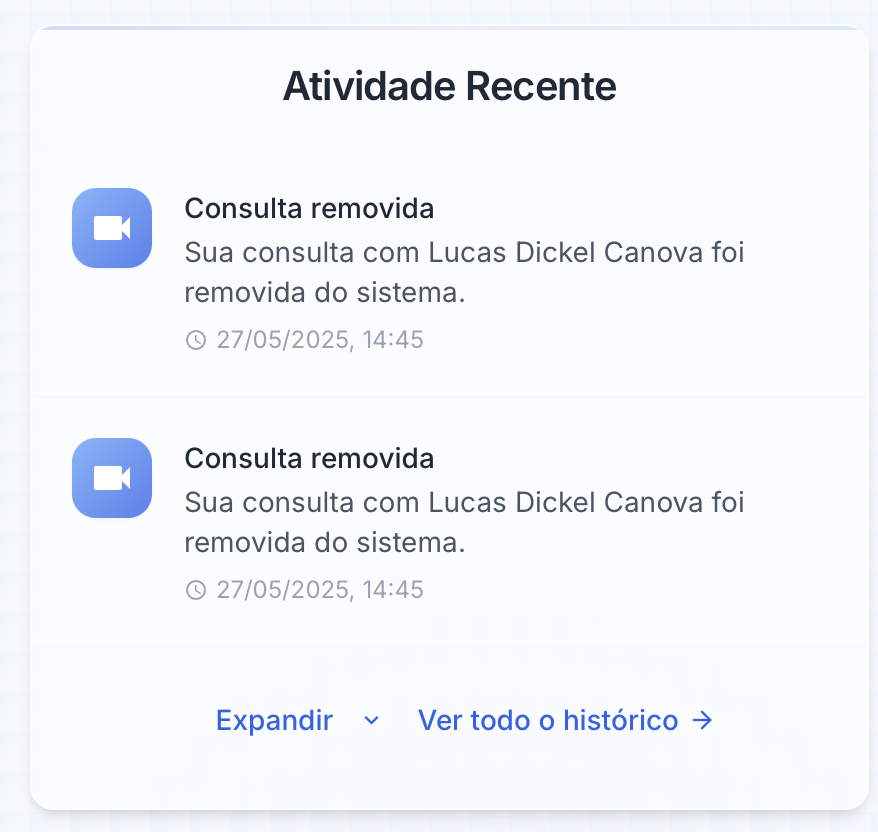 Atividade Recente
Consulta removida
Sua consulta com Lucas Dickel Canova foi
removida do sistema.
27/05/2025, 14:45
Consulta removida
Sua consulta com Lucas Dickel Canova foi
removida do sistema.
27/05/2025, 14:45
Expandir Ver todo o histórico →